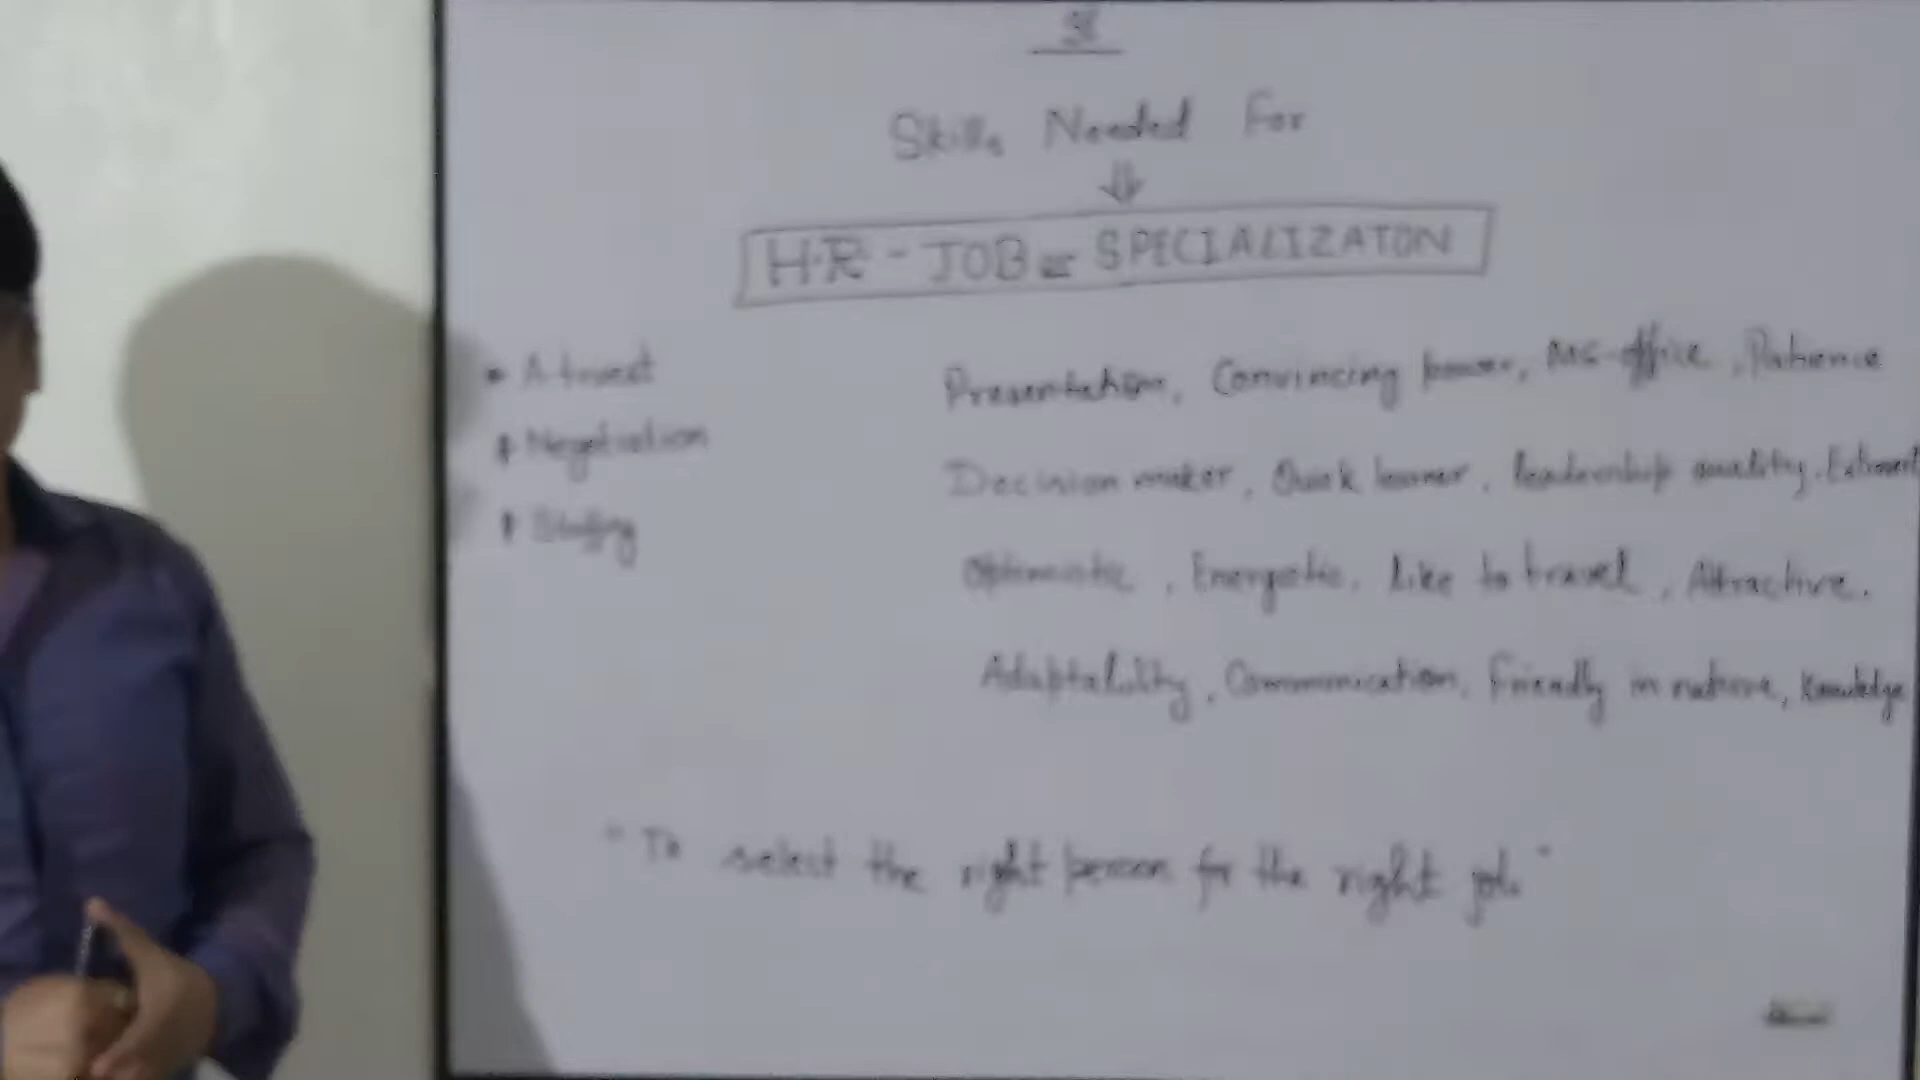 Skills Needed For
⇓
H.R - JOB or SPECIALIZATON
Presentation, Convincing power, MS-office, Patience
• Negotiation
Decision maker, Quick learner, leadership quality,
• Staffing
Optimistic, Energetic, Like to travel, Attractive.
Adaptability, Communication, Friendly in nature, Knowledge
"To select the right person for the right job"